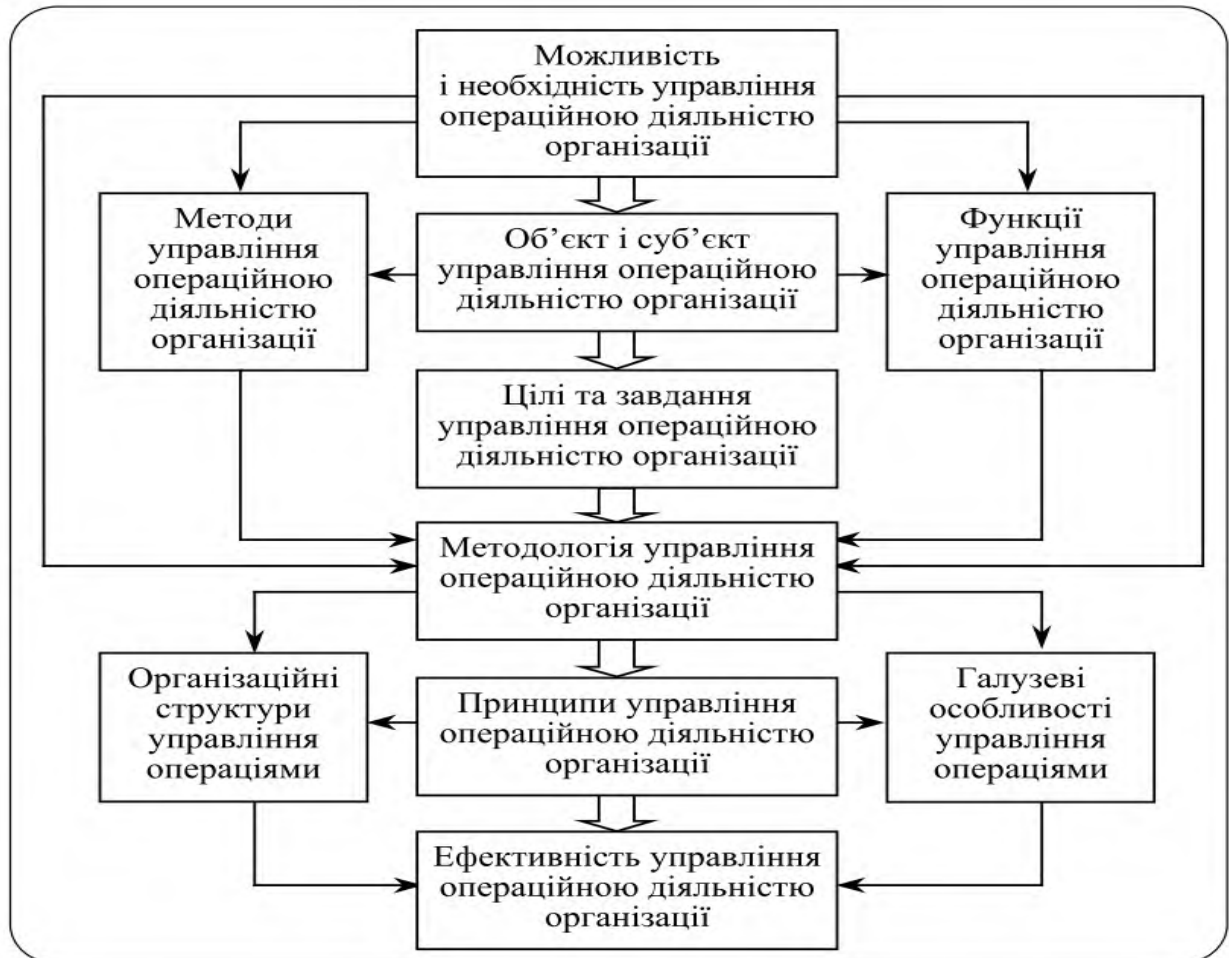 Можливість
і необхідність управління
операційною діяльністю
організації
Методи
управління
операційною
діяльністю
організації
Об’єкт і суб’єкт
управління операційною
діяльністю організації
Функції
управління
операційною
діяльністю
організації
Цілі та завдання
управління операційною
діяльністю організації
Методологія управління
операційною діяльністю
організації
Організаційні
структури
управління
операціями
Принципи управління
операційною діяльністю
організації
Галузеві
особливості
управління
операціями
Ефективність управління
операційною діяльністю
організації